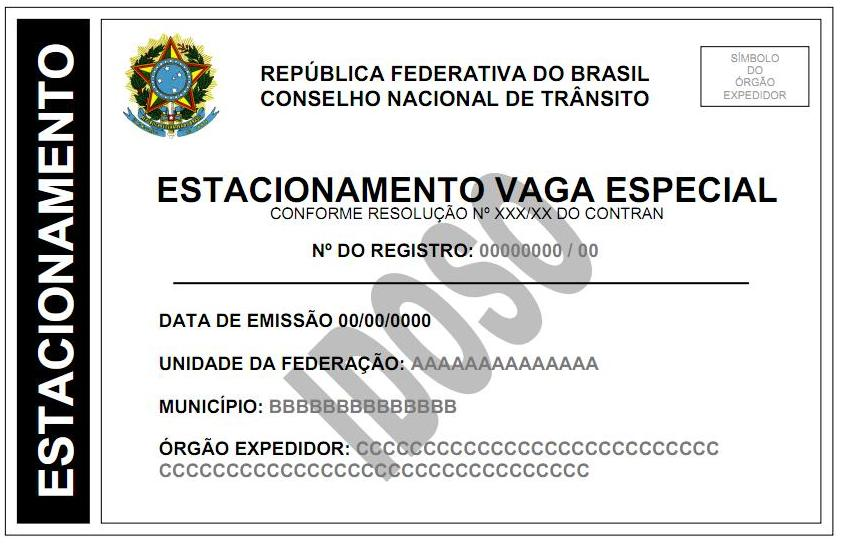 ESTACIONAMENTO
REPÚBLICA FEDERATIVA DO BRASIL
CONSELHO NACIONAL DE TRÂNSITO
SÍMBOLO
DO
ÓRGÃO
EXPEDIDOR
ESTACIONAMENTO VAGA ESPECIAL
CONFORME RESOLUÇÃO Nº XXX/XX DO CONTRAN
Nº DO REGISTRO: 00000000 / 00
IDOSO
DATA DE EMISSÃO 00/00/0000
UNIDADE DA FEDERAÇÃO: AAAAAAAAAAAAAA
MUNICÍPIO: BBBBBBBBBBBBBB
ÓRGÃO EXPEDIDOR: CCCCCCCCCCCCCCCCCCCCCCCCCCC
CCCCCCCCCCCCCCCCCCCCCCCCCCCCCCCC